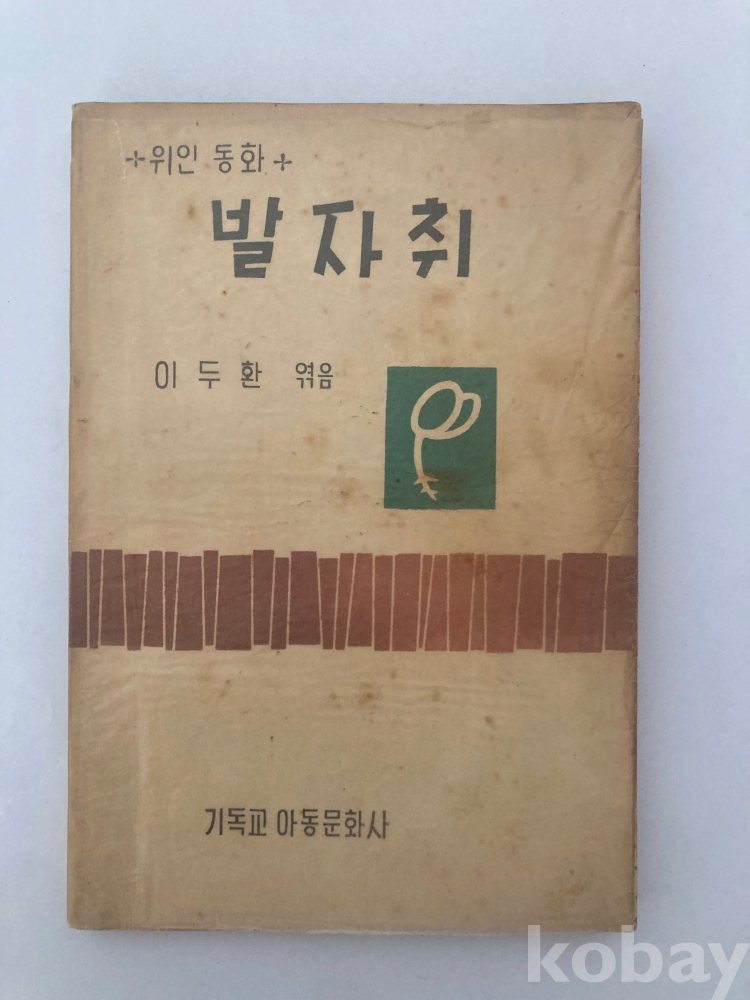 +위인 동화+
발자취
이두환 엮음
기독교 아동문화사
kobay